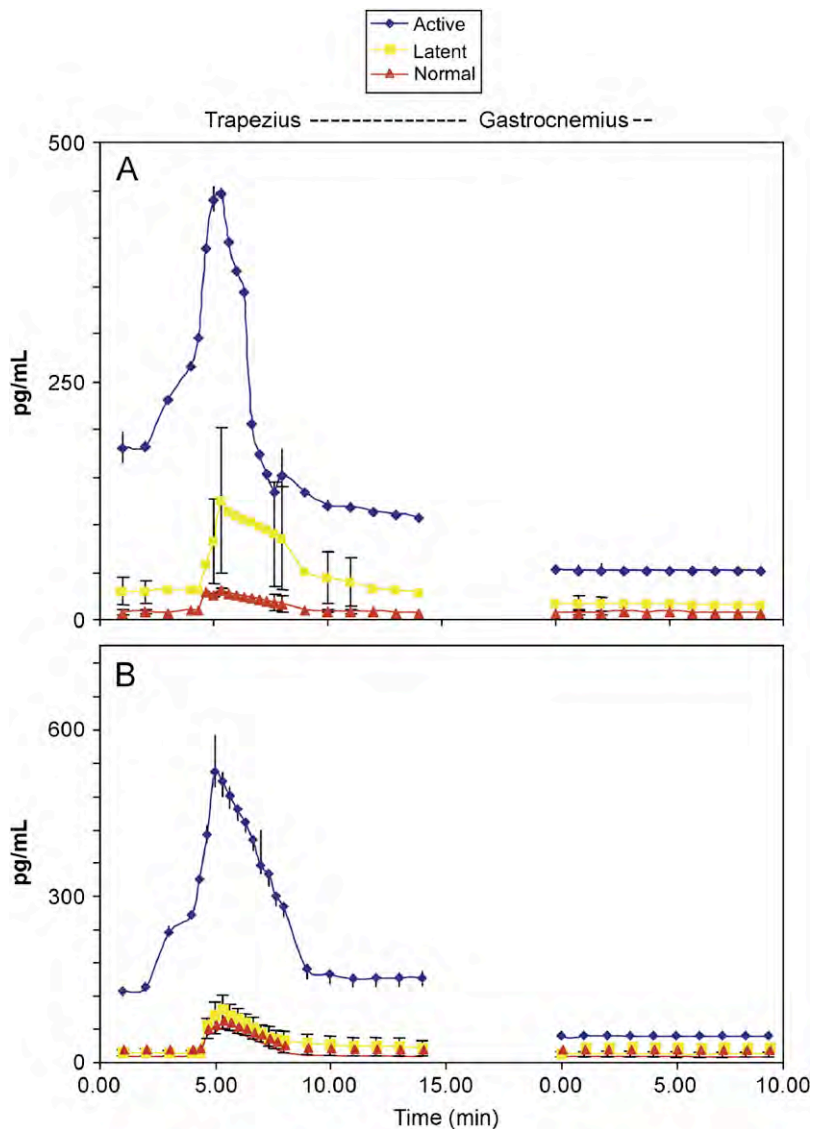 Active
Latent
Normal
Trapezius ---------------- Gastrocnemius --
500
A
250
pg/mL
0
B
600
pg/mL
300
0
0.00 5.00 10.00 15.00 0.00 5.00 10.00
Time (min)